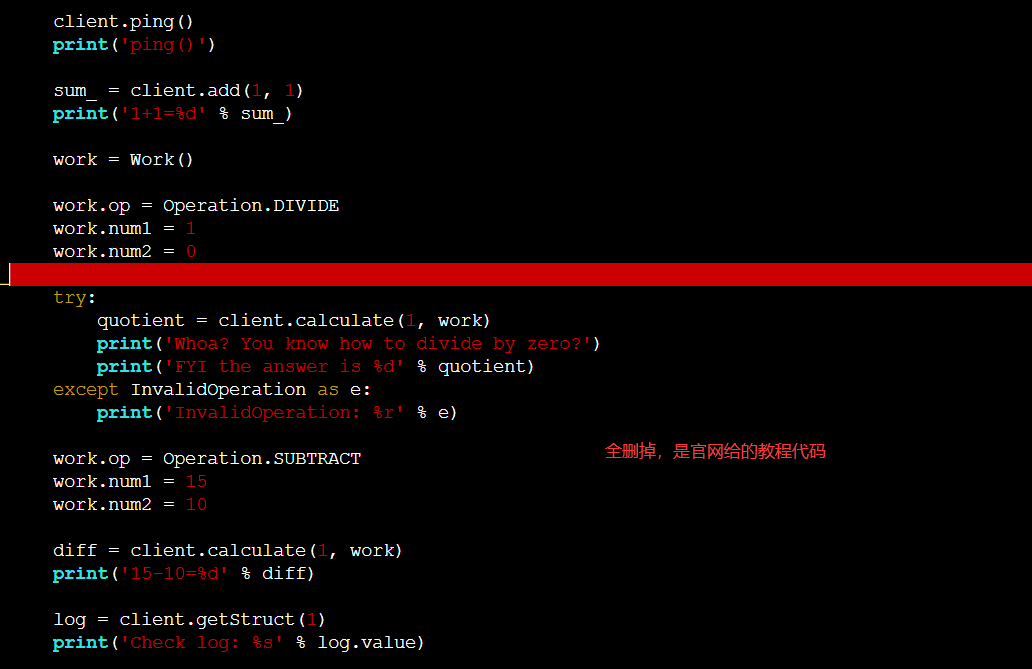 client.ping()
print('ping()')
sum_ = client.add(1, 1)
print('1+1=%d' % sum_)
work = Work()
work.op = Operation.DIVIDE
work.num1 = 1
work.num2 = 0
try:
quotient = client.calculate(1, work)
print('Whoa? You know how to divide by zero?')
print('FYI the answer is %d' % quotient)
except InvalidOperation as e:
print('InvalidOperation: %r' % e)
work.op = Operation.SUBTRACT
全删掉，是官网给的教程代码
work.num1 = 15
work.num2 = 10
diff = client.calculate(1, work)
print('15-10=%d' % diff)
log = client.getStruct(1)
print('Check log: %s' % log.value)